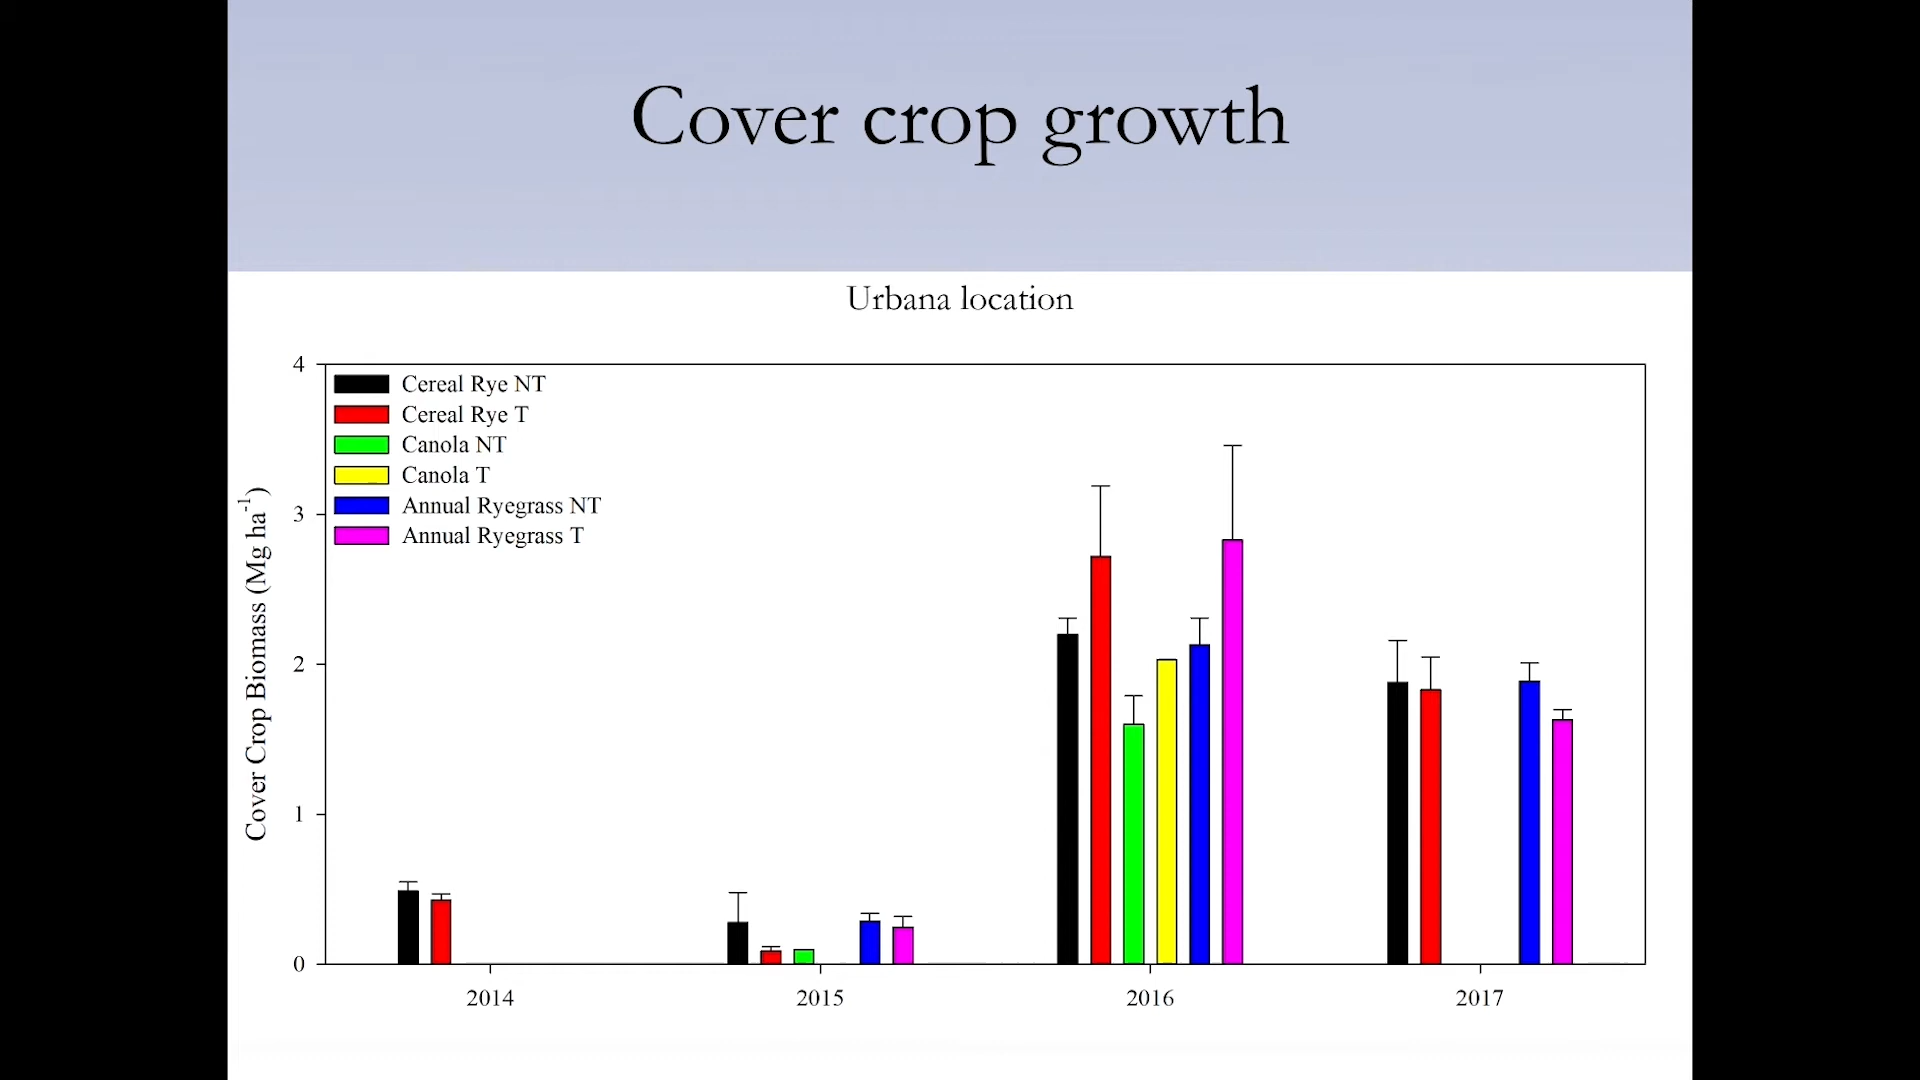 Cover crop growth
Urbana location
Cover Crop Biomass (Mg ha⁻¹)
4
3
2
1
0
Cereal Rye NT
Cereal Rye T
Canola NT
Canola T
Annual Ryegrass NT
Annual Ryegrass T
2014 2015 2016 2017